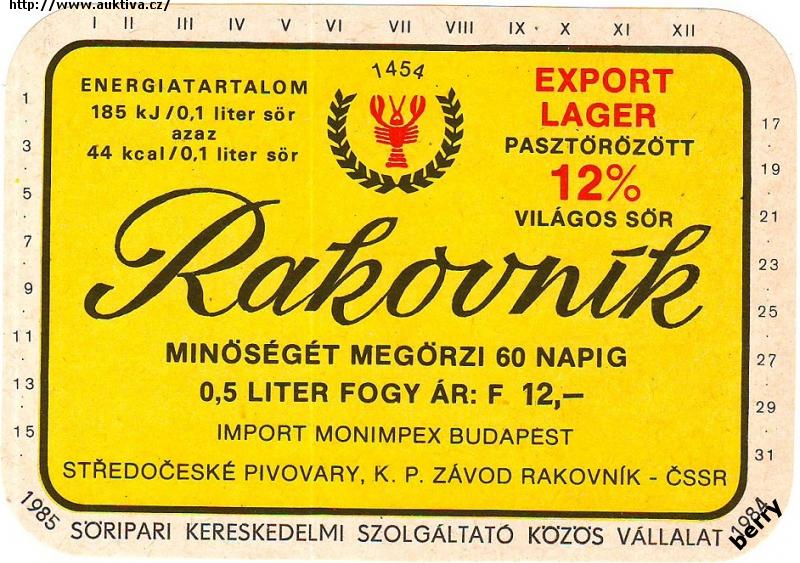 http://www.auktiva.cz/
I II III IV V VI VII VIII IX X XI XII
1454
ENERGIATARTALOM
185 kJ/0,1 liter sör
azaz
44 kcal/0,1 liter sör
EXPORT
LAGER
PASZTÖRÖZÖTT
12%
VILÁGOS SÖR
Rakovník
MINÖSÉGÉT MEGÖRZI 60 NAPIG
0,5 LITER FOGY ÁR: F 12,—
IMPORT MONIMPEX BUDAPEST
STŘEDOČESKÉ PIVOVARY, K. P. ZÁVOD RAKOVNÍK - ČSSR
1
3
5
7
9
11
13
15
17
19
21
23
25
27
29
31
1985
SÖRIPARI KERESKEDELMI SZOLGÁLTATÓ KÖZÖS VÁLLALAT
1984
berry